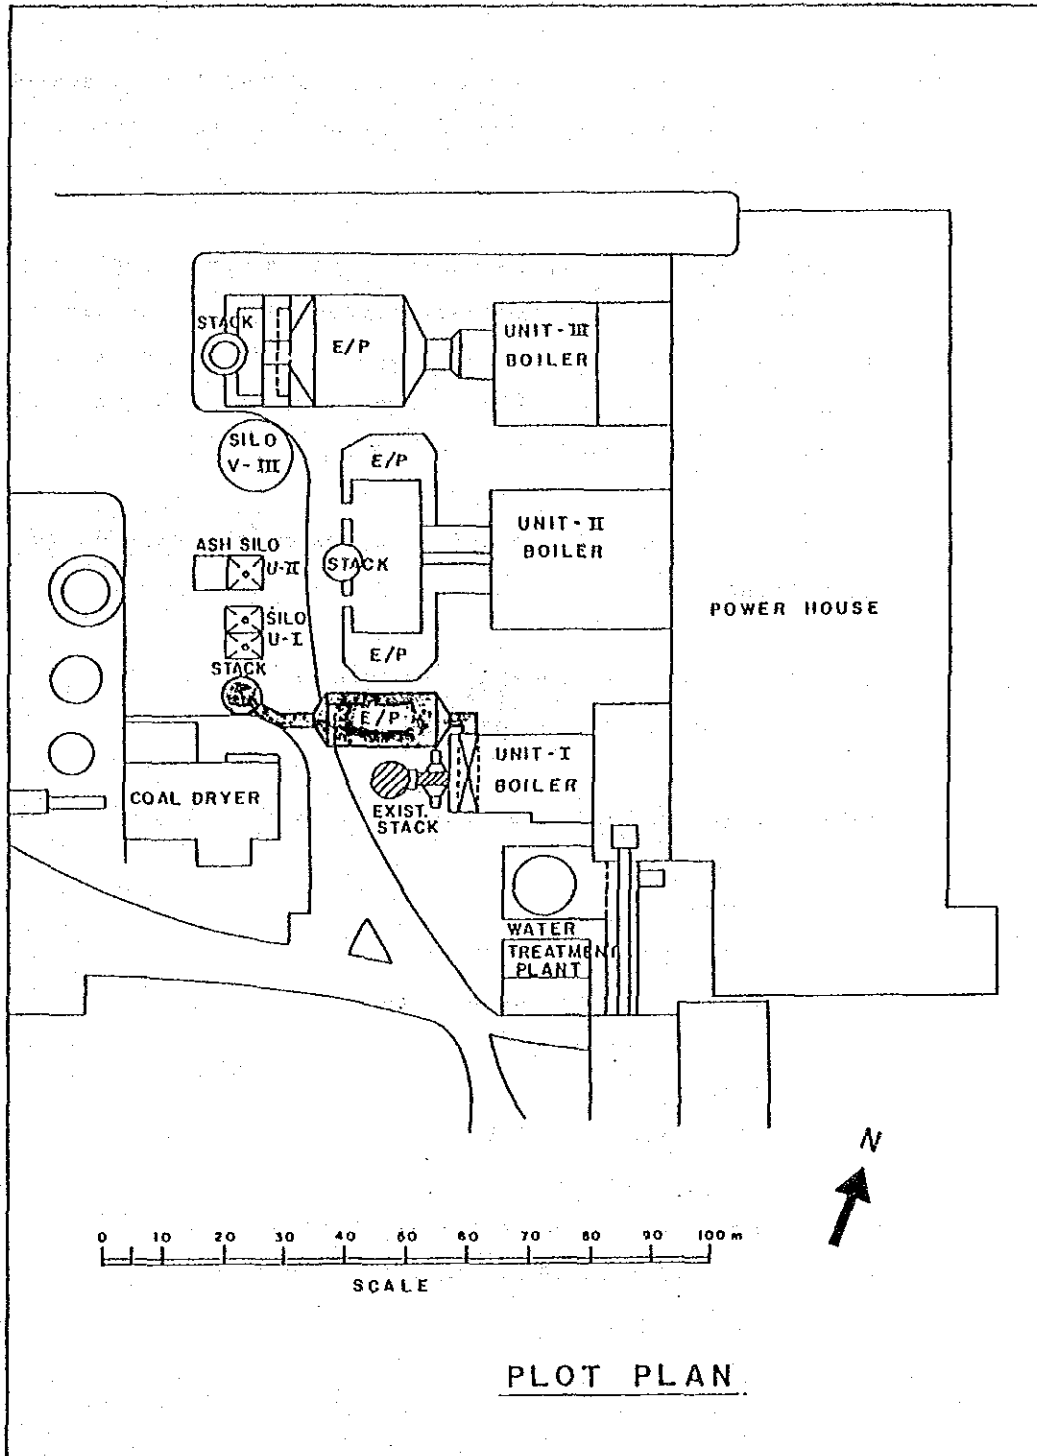 STACK
E/P
UNIT-III
BOILER
SILO
V-III
E/P
ASH SILO
U-II
STACK
UNIT-II
BOILER
SILO
U-I
POWER HOUSE
E/P
STACK
E/P
UNIT-I
BOILER
COAL DRYER
EXIST.
STACK
WATER
TREATMENT
PLANT
N
0 10 20 30 40 50 60 70 80 90 100 m
SCALE
PLOT PLAN